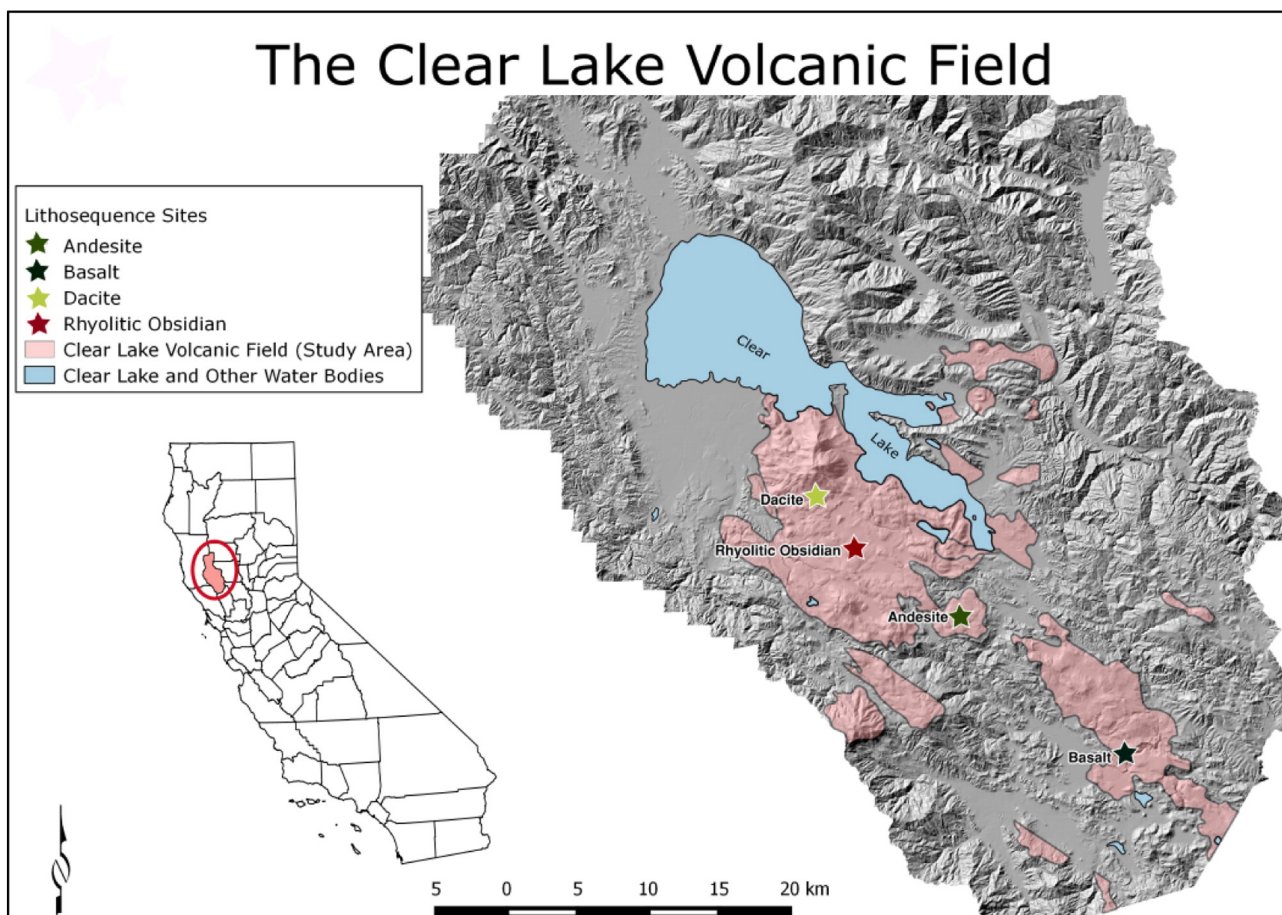 The Clear Lake Volcanic Field
Lithosequence Sites
Andesite
Basalt
Dacite
Rhyolitic Obsidian
Clear Lake Volcanic Field (Study Area)
Clear Lake and Other Water Bodies
Clear
Lake
Dacite
Rhyolitic Obsidian
Andesite
Basalt
5 0 5 10 15 20 km